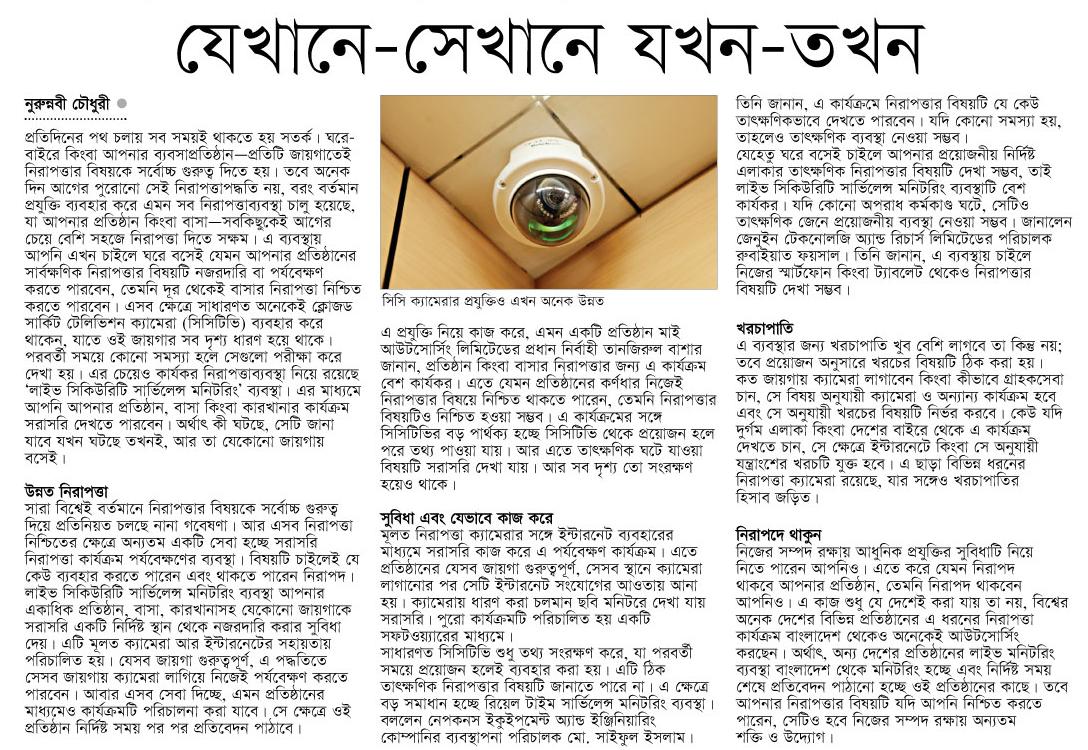 যেখানে-সেখানে যখন-তখন
নুরুন্নবী চৌধুরী
প্রতিদিনের পথ চলায় সব সময়ই থাকতে হয় সতর্ক। ঘরে-
বাইরে কিংবা আপনার ব্যবসাপ্রতিষ্ঠান—প্রতিটি জায়গাতেই
নিরাপত্তার বিষয়কে সর্বোচ্চ গুরুত্ব দিতে হয়। তবে অনেক
দিন আগের পুরোনো সেই নিরাপত্তাপদ্ধতি নয়, বরং বর্তমান
প্রযুক্তি ব্যবহার করে এমন সব নিরাপত্তাব্যবস্থা চালু হয়েছে,
যা আপনার প্রতিষ্ঠান কিংবা বাসা—সবকিছুকেই আগের
চেয়ে বেশি সহজে নিরাপত্তা দিতে সক্ষম। এ ব্যবস্থায়
আপনি এখন চাইলে ঘরে বসেই যেমন আপনার প্রতিষ্ঠানের
সার্বক্ষণিক নিরাপত্তার বিষয়টি নজরদারি বা পর্যবেক্ষণ
করতে পারবেন, তেমনি দূর থেকেই বাসার নিরাপত্তা নিশ্চিত
করতে পারবেন। এসব ক্ষেত্রে সাধারণত অনেকেই ক্লোজড
সার্কিট টেলিভিশন ক্যামেরা (সিসিটিভি) ব্যবহার করে
থাকেন, যাতে ওই জায়গার সব দৃশ্য ধারণ হয়ে থাকে।
পরবর্তী সময়ে কোনো সমস্যা হলে সেগুলো পরীক্ষা করে
দেখা হয়। এর চেয়েও কার্যকর নিরাপত্তাব্যবস্থা নিয়ে রয়েছে
‘লাইভ সিকিউরিটি সার্ভিলেন্স মনিটরিং’ ব্যবস্থা। এর মাধ্যমে
আপনি আপনার প্রতিষ্ঠান, বাসা কিংবা কারখানার কার্যক্রম
সরাসরি দেখতে পারবেন। অর্থাৎ কী ঘটছে, সেটি জানা
যাবে যখন ঘটছে তখনই, আর তা যেকোনো জায়গায়
বসেই।
উন্নত নিরাপত্তা
সারা বিশ্বেই বর্তমানে নিরাপত্তার বিষয়কে সর্বোচ্চ গুরুত্ব
দিয়ে প্রতিনিয়ত চলছে নানা গবেষণা। আর এসব নিরাপত্তা
নিশ্চিতের ক্ষেত্রে অন্যতম একটি সেবা হচ্ছে সরাসরি
নিরাপত্তা কার্যক্রম পর্যবেক্ষণের ব্যবস্থা। বিষয়টি চাইলেই যে
কেউ ব্যবহার করতে পারেন এবং থাকতে পারেন নিরাপদ।
লাইভ সিকিউরিটি সার্ভিলেন্স মনিটরিং ব্যবস্থা আপনার
একাধিক প্রতিষ্ঠান, বাসা, কারখানাসহ যেকোনো জায়গাকে
সরাসরি একটি নির্দিষ্ট স্থান থেকে নজরদারি করার সুবিধা
দেয়। এটি মূলত ক্যামেরা আর ইন্টারনেটের সহায়তায়
পরিচালিত হয়। যেসব জায়গা গুরুত্বপূর্ণ, এ পদ্ধতিতে
সেসব জায়গায় ক্যামেরা লাগিয়ে নিজেই পর্যবেক্ষণ করতে
পারবেন। আবার এসব সেবা দিচ্ছে, এমন প্রতিষ্ঠানের
মাধ্যমেও কার্যক্রমটি পরিচালনা করা যাবে। সে ক্ষেত্রে ওই
প্রতিষ্ঠান নির্দিষ্ট সময় পর পর প্রতিবেদন পাঠাবে।
সিসি ক্যামেরার প্রযুক্তিও এখন অনেক উন্নত
এ প্রযুক্তি নিয়ে কাজ করে, এমন একটি প্রতিষ্ঠান মাই
আউটসোর্সিং লিমিটেডের প্রধান নির্বাহী তানজিরুল বাশার
জানান, প্রতিষ্ঠান কিংবা বাসার নিরাপত্তার জন্য এ কার্যক্রম
বেশ কার্যকর। এতে যেমন প্রতিষ্ঠানের কর্ণধার নিজেই
নিরাপত্তার বিষয়ে নিশ্চিত থাকতে পারেন, তেমনি নিরাপত্তার
বিষয়টিও নিশ্চিত হওয়া সম্ভব। এ কার্যক্রমের সঙ্গে
সিসিটিভির বড় পার্থক্য হচ্ছে সিসিটিভি থেকে প্রয়োজন হলে
পরে তথ্য পাওয়া যায়। আর এতে তাৎক্ষণিক ঘটে যাওয়া
বিষয়টি সরাসরি দেখা যায়। আর সব দৃশ্য তো সংরক্ষণ
হয়েও থাকে।
সুবিধা এবং যেভাবে কাজ করে
মূলত নিরাপত্তা ক্যামেরার সঙ্গে ইন্টারনেট ব্যবহারের
মাধ্যমে সরাসরি কাজ করে এ পর্যবেক্ষণ কার্যক্রম। এতে
প্রতিষ্ঠানের যেসব জায়গা গুরুত্বপূর্ণ, সেসব স্থানে ক্যামেরা
লাগানোর পর সেটি ইন্টারনেট সংযোগের আওতায় আনা
হয়। ক্যামেরায় ধারণ করা চলমান ছবি মনিটরে দেখা যায়
সরাসরি। পুরো কার্যক্রমটি পরিচালিত হয় একটি
সফটওয়্যারের মাধ্যমে।
সাধারণত সিসিটিভি শুধু তথ্য সংরক্ষণ করে, যা পরবর্তী
সময়ে প্রয়োজন হলেই ব্যবহার করা হয়। এটি ঠিক
তাৎক্ষণিক নিরাপত্তার বিষয়টি জানাতে পারে না। এ ক্ষেত্রে
বড় সমাধান হচ্ছে রিয়েল টাইম সার্ভিলেন্স মনিটরিং ব্যবস্থা।
বললেন নেপকনস ইকুইপমেন্ট অ্যান্ড ইঞ্জিনিয়ারিং
কোম্পানির ব্যবস্থাপনা পরিচালক মো. সাইফুল ইসলাম।
তিনি জানান, এ কার্যক্রমে নিরাপত্তার বিষয়টি যে কেউ
তাৎক্ষণিকভাবে দেখতে পারবেন। যদি কোনো সমস্যা হয়,
তাহলেও তাৎক্ষণিক ব্যবস্থা নেওয়া সম্ভব।
যেহেতু ঘরে বসেই চাইলে আপনার প্রয়োজনীয় নির্দিষ্ট
এলাকার তাৎক্ষণিক নিরাপত্তার বিষয়টি দেখা সম্ভব, তাই
লাইভ সিকিউরিটি সার্ভিলেন্স মনিটরিং ব্যবস্থাটি বেশ
কার্যকর। যদি কোনো অপরাধ কর্মকাণ্ড ঘটে, সেটিও
তাৎক্ষণিক জেনে প্রয়োজনীয় ব্যবস্থা নেওয়া সম্ভব। জানালেন
জেনুইন টেকনোলজি অ্যান্ড রিচার্স লিমিটেডের পরিচালক
রুবাইয়াত ফয়সাল। তিনি জানান, এ ব্যবস্থায় চাইলে
নিজের স্মার্টফোন কিংবা ট্যাবলেট থেকেও নিরাপত্তার
বিষয়টি দেখা সম্ভব।
খরচাপাতি
এ ব্যবস্থার জন্য খরচাপাতি খুব বেশি লাগবে তা কিন্তু নয়;
তবে প্রয়োজন অনুসারে খরচের বিষয়টি ঠিক করা হয়।
কত জায়গায় ক্যামেরা লাগাবেন কিংবা কীভাবে গ্রাহকসেবা
চান, সে বিষয় অনুযায়ী ক্যামেরা ও অন্যান্য কার্যক্রম হবে
এবং সে অনুযায়ী খরচের বিষয়টি নির্ভর করবে। কেউ যদি
দুর্গম এলাকা কিংবা দেশের বাইরে থেকে এ কার্যক্রম
দেখতে চান, সে ক্ষেত্রে ইন্টারনেটে কিংবা সে অনুযায়ী
যন্ত্রাংশের খরচটি যুক্ত হবে। এ ছাড়া বিভিন্ন ধরনের
নিরাপত্তা ক্যামেরা রয়েছে, যার সঙ্গেও খরচাপাতির
হিসাব জড়িত।
নিরাপদে থাকুন
নিজের সম্পদ রক্ষায় আধুনিক প্রযুক্তির সুবিধাটি নিয়ে
নিতে পারেন আপনিও। এতে করে যেমন নিরাপদ
থাকবে আপনার প্রতিষ্ঠান, তেমনি নিরাপদ থাকবেন
আপনিও। এ কাজ শুধু যে দেশেই করা যায় তা নয়, বিশ্বের
অনেক দেশের বিভিন্ন প্রতিষ্ঠানের এ ধরনের নিরাপত্তা
কার্যক্রম বাংলাদেশ থেকেও অনেকেই আউটসোর্সিং
করছেন। অর্থাৎ, অন্য দেশের প্রতিষ্ঠানের লাইভ মনিটরিং
ব্যবস্থা বাংলাদেশ থেকে মনিটরিং হচ্ছে এবং নির্দিষ্ট সময়
শেষে প্রতিবেদন পাঠানো হচ্ছে ওই প্রতিষ্ঠানের কাছে। তবে
আপনার নিরাপত্তার বিষয়টি যদি আপনি নিশ্চিত করতে
পারেন, সেটিও হবে নিজের সম্পদ রক্ষায় অন্যতম
শক্তি ও উদ্যোগ।